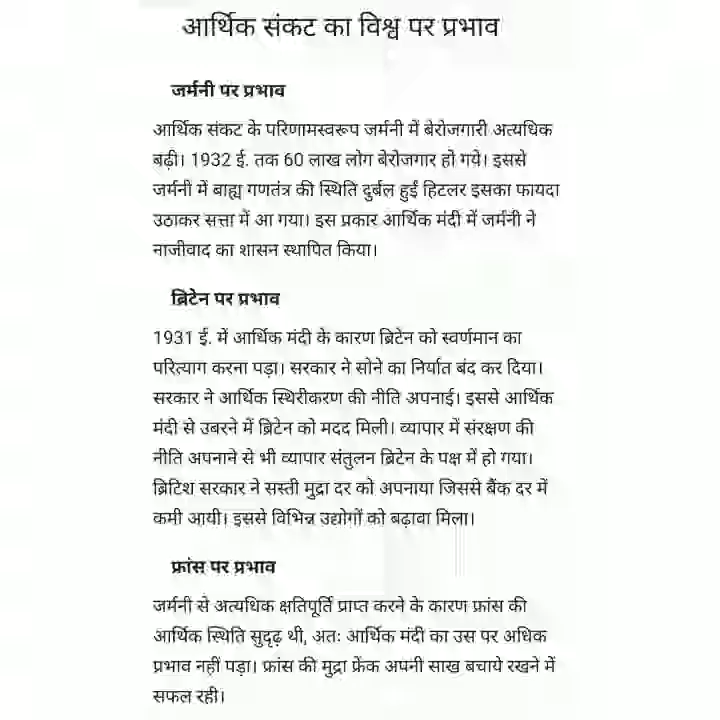 आर्थिक संकट का विश्व पर प्रभाव
जर्मनी पर प्रभाव
आर्थिक संकट के परिणामस्वरूप जर्मनी में बेरोजगारी अत्यधिक
बढ़ी। 1932 ई. तक 60 लाख लोग बेरोजगार हो गये। इससे
जर्मनी में बाह्य गणतंत्र की स्थिति दुर्बल हुईं हिटलर इसका फायदा
उठाकर सत्ता में आ गया। इस प्रकार आर्थिक मंदी में जर्मनी ने
नाजीवाद का शासन स्थापित किया।
ब्रिटेन पर प्रभाव
1931 ई. में आर्थिक मंदी के कारण ब्रिटेन को स्वर्णमान का
परित्याग करना पड़ा। सरकार ने सोने का निर्यात बंद कर दिया।
सरकार ने आर्थिक स्थिरीकरण की नीति अपनाई। इससे आर्थिक
मंदी से उबरने में ब्रिटेन को मदद मिली। व्यापार में संरक्षण की
नीति अपनाने से भी व्यापार संतुलन ब्रिटेन के पक्ष में हो गया।
ब्रिटिश सरकार ने सस्ती मुद्रा दर को अपनाया जिससे बैंक दर में
कमी आयी। इससे विभिन्न उद्योगों को बढ़ावा मिला।
फ्रांस पर प्रभाव
जर्मनी से अत्यधिक क्षतिपूर्ति प्राप्त करने के कारण फ्रांस की
आर्थिक स्थिति सुदृढ़ थी, अतः आर्थिक मंदी का उस पर अधिक
प्रभाव नहीं पड़ा। फ्रांस की मुद्रा फ्रेंक अपनी साख बचाये रखने में
सफल रही।